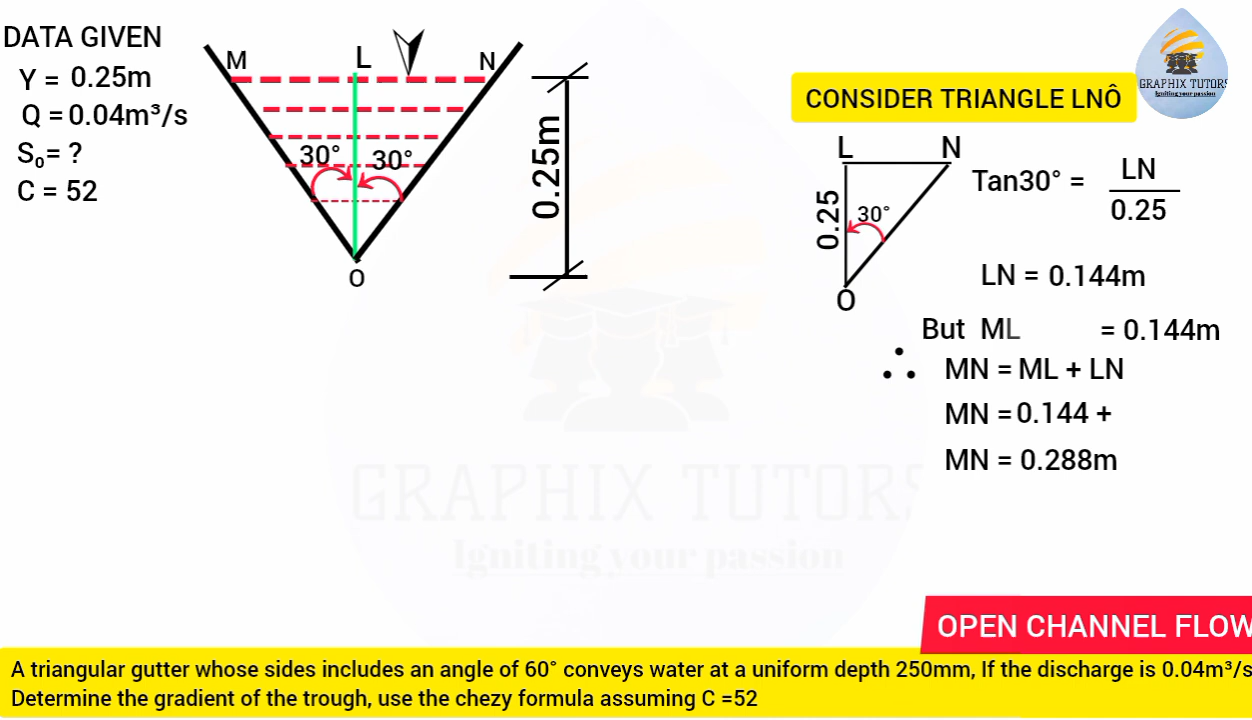 DATA GIVEN
Y = 0.25m
Q = 0.04m³/s
S₀ = ?
C = 52
M
L
N
30°
30°
O
0.25m
CONSIDER TRIANGLE LNÔ
GRAPHIX TUTORS
Igniting your passion
L
N
0.25
30°
O
Tan30° = LN
0.25
LN = 0.144m
But ML = 0.144m
∴ MN = ML + LN
MN = 0.144 +
MN = 0.288m
GRAPHIX TUTORS
Igniting your passion
OPEN CHANNEL FLOW
A triangular gutter whose sides includes an angle of 60° conveys water at a uniform depth 250mm, If the discharge is 0.04m³/s
Determine the gradient of the trough, use the chezy formula assuming C =52